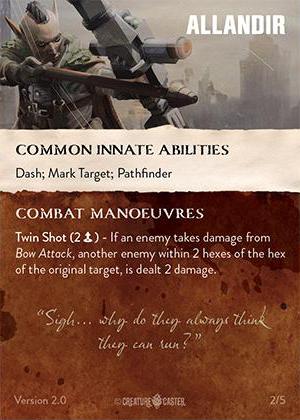 ALLANDIR
COMMON INNATE ABILITIES
Dash; Mark Target; Pathfinder
COMBAT MANOEUVRES
Twin Shot (2) - If an enemy takes damage from
Bow Attack, another enemy within 2 hexes of the hex
of the original target, is dealt 2 damage.
“Sigh... why do they always think
they can run?”
Version 2.0
© CREATURE CASTER
2/5